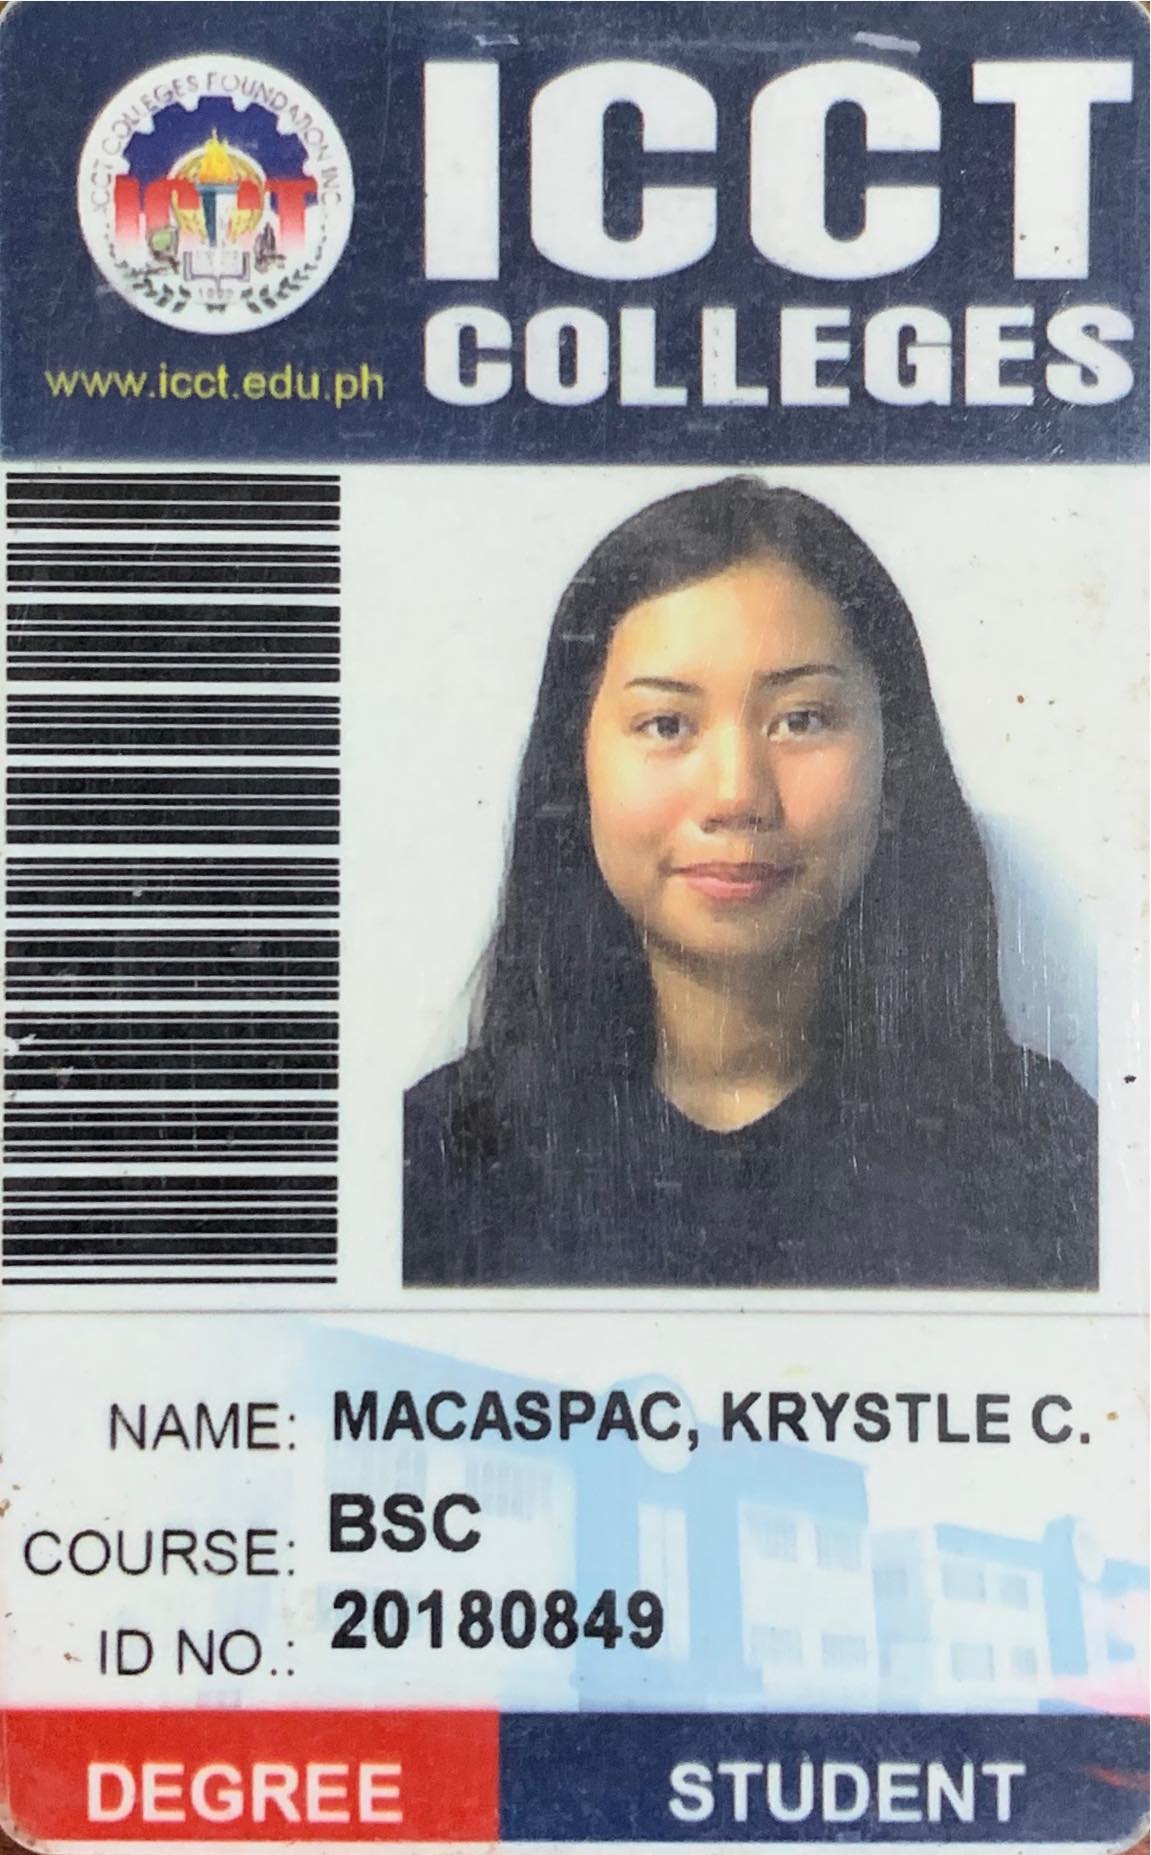 ICCT COLLEGES FOUNDATION INC.
ICCT
1992
www.icct.edu.ph
ICCT
COLLEGES
NAME: MACASPAC, KRYSTLE C.
COURSE: BSC
ID NO.: 20180849
DEGREE STUDENT